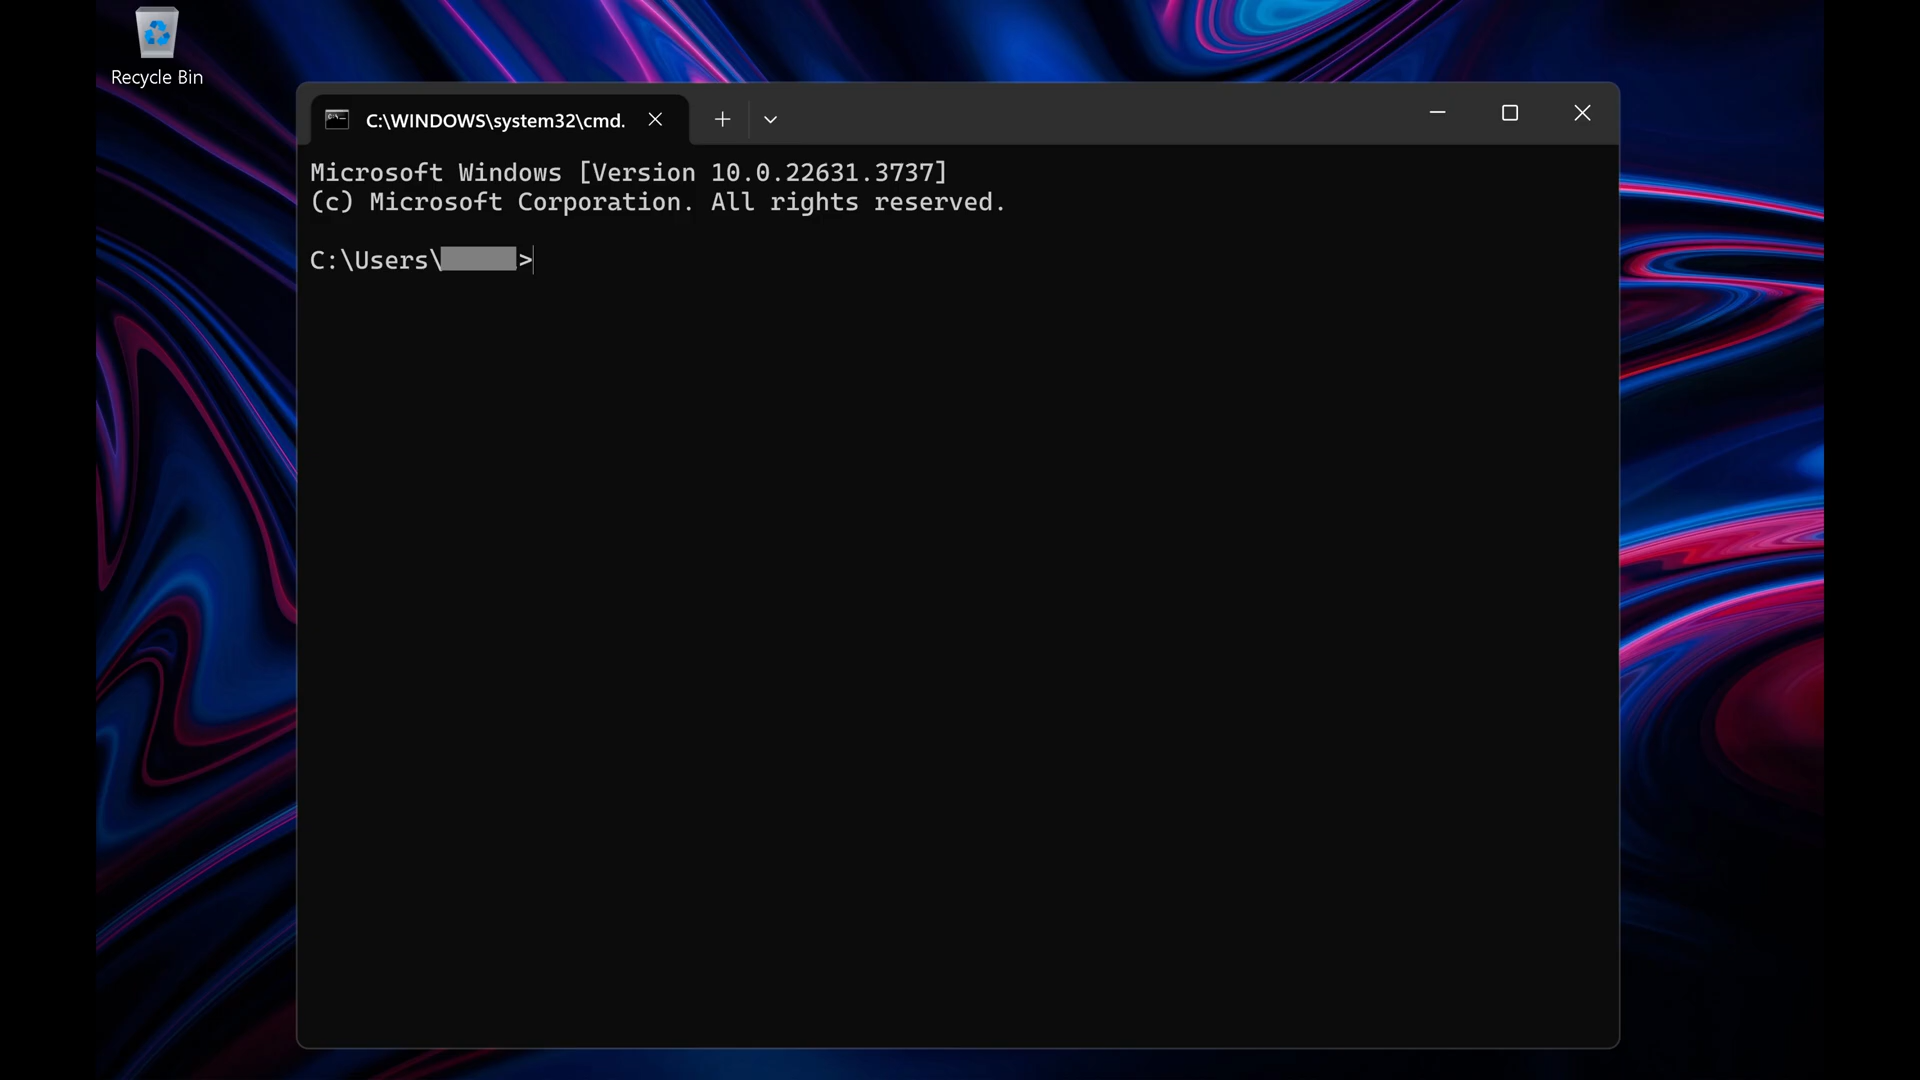 Recycle Bin
C:\WINDOWS\system32\cmd.
Microsoft Windows [Version 10.0.22631.3737]
(c) Microsoft Corporation. All rights reserved.
C:\Users\>